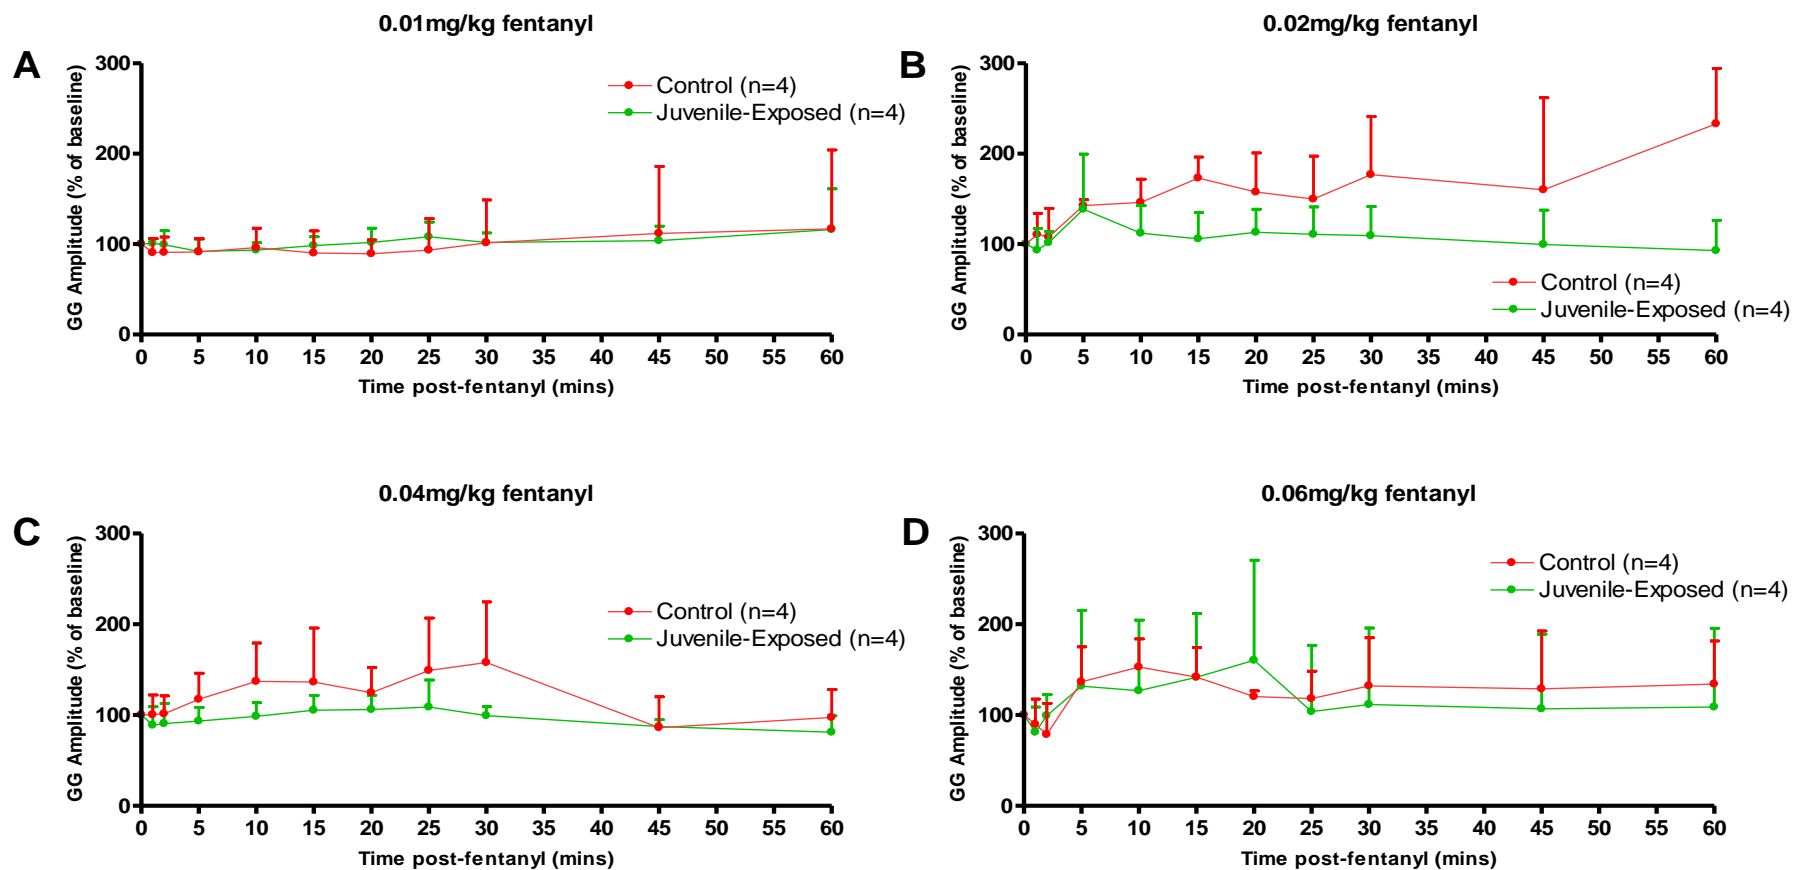 0.01mg/kg fentanyl
A
GG Amplitude (% of baseline)
300
200
100
0
Control (n=4)
Juvenile-Exposed (n=4)
0 5 10 15 20 25 30 35 40 45 50 55 60
Time post-fentanyl (mins)
0.02mg/kg fentanyl
B
GG Amplitude (% of baseline)
300
200
100
0
Control (n=4)
Juvenile-Exposed (n=4)
0 5 10 15 20 25 30 35 40 45 50 55 60
Time post-fentanyl (mins)
0.04mg/kg fentanyl
C
GG Amplitude (% of baseline)
300
200
100
0
Control (n=4)
Juvenile-Exposed (n=4)
0 5 10 15 20 25 30 35 40 45 50 55 60
Time post-fentanyl (mins)
0.06mg/kg fentanyl
D
GG Amplitude (% of baseline)
300
200
100
0
Control (n=4)
Juvenile-Exposed (n=4)
0 5 10 15 20 25 30 35 40 45 50 55 60
Time post-fentanyl (mins)